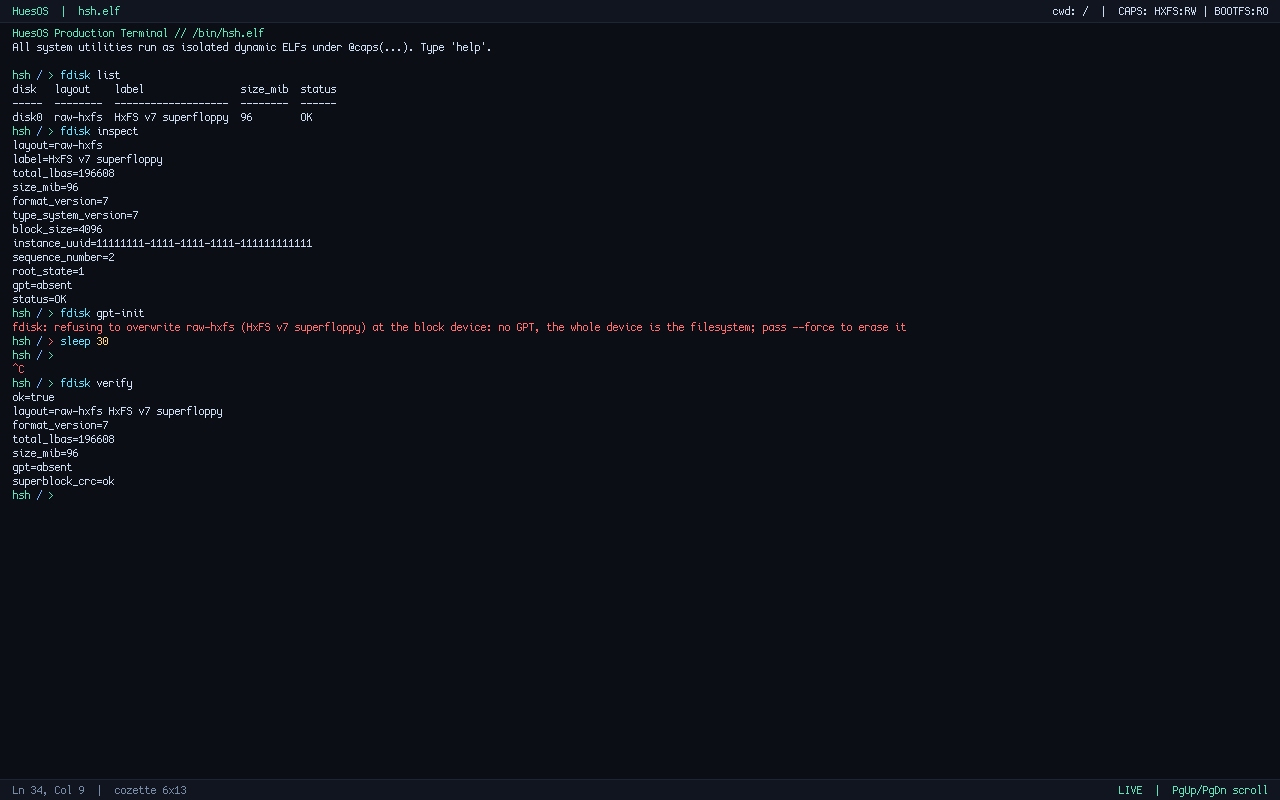 HuesOS  |  hsh.elf    cwd: /  |  CAPS: HXFS:RW | BOOTFS:RO
HuesOS Production Terminal // /bin/hsh.elf
All system utilities run as isolated dynamic ELFs under @caps(...). Type 'help'.
hsh / > fdisk list
disk   layout    label                size_mib  status
-----  --------  -------------------  --------  ------
disk0  raw-hxfs  HxFS v7 superfloppy  96        OK
hsh / > fdisk inspect
layout=raw-hxfs
label=HxFS v7 superfloppy
total_lbas=196608
size_mib=96
format_version=7
type_system_version=7
block_size=4096
instance_uuid=11111111-1111-1111-1111-111111111111
sequence_number=2
root_state=1
gpt=absent
status=OK
hsh / > fdisk gpt-init
fdisk: refusing to overwrite raw-hxfs (HxFS v7 superfloppy) at the block device: no GPT, the whole device is the filesystem; pass --force to erase it
hsh / > sleep 30
hsh / >
^C
hsh / > fdisk verify
ok=true
layout=raw-hxfs HxFS v7 superfloppy
format_version=7
total_lbas=196608
size_mib=96
gpt=absent
superblock_crc=ok
hsh / >
Ln 34, Col 9  |  cozette 6x13    LIVE  |  PgUp/PgDn scroll